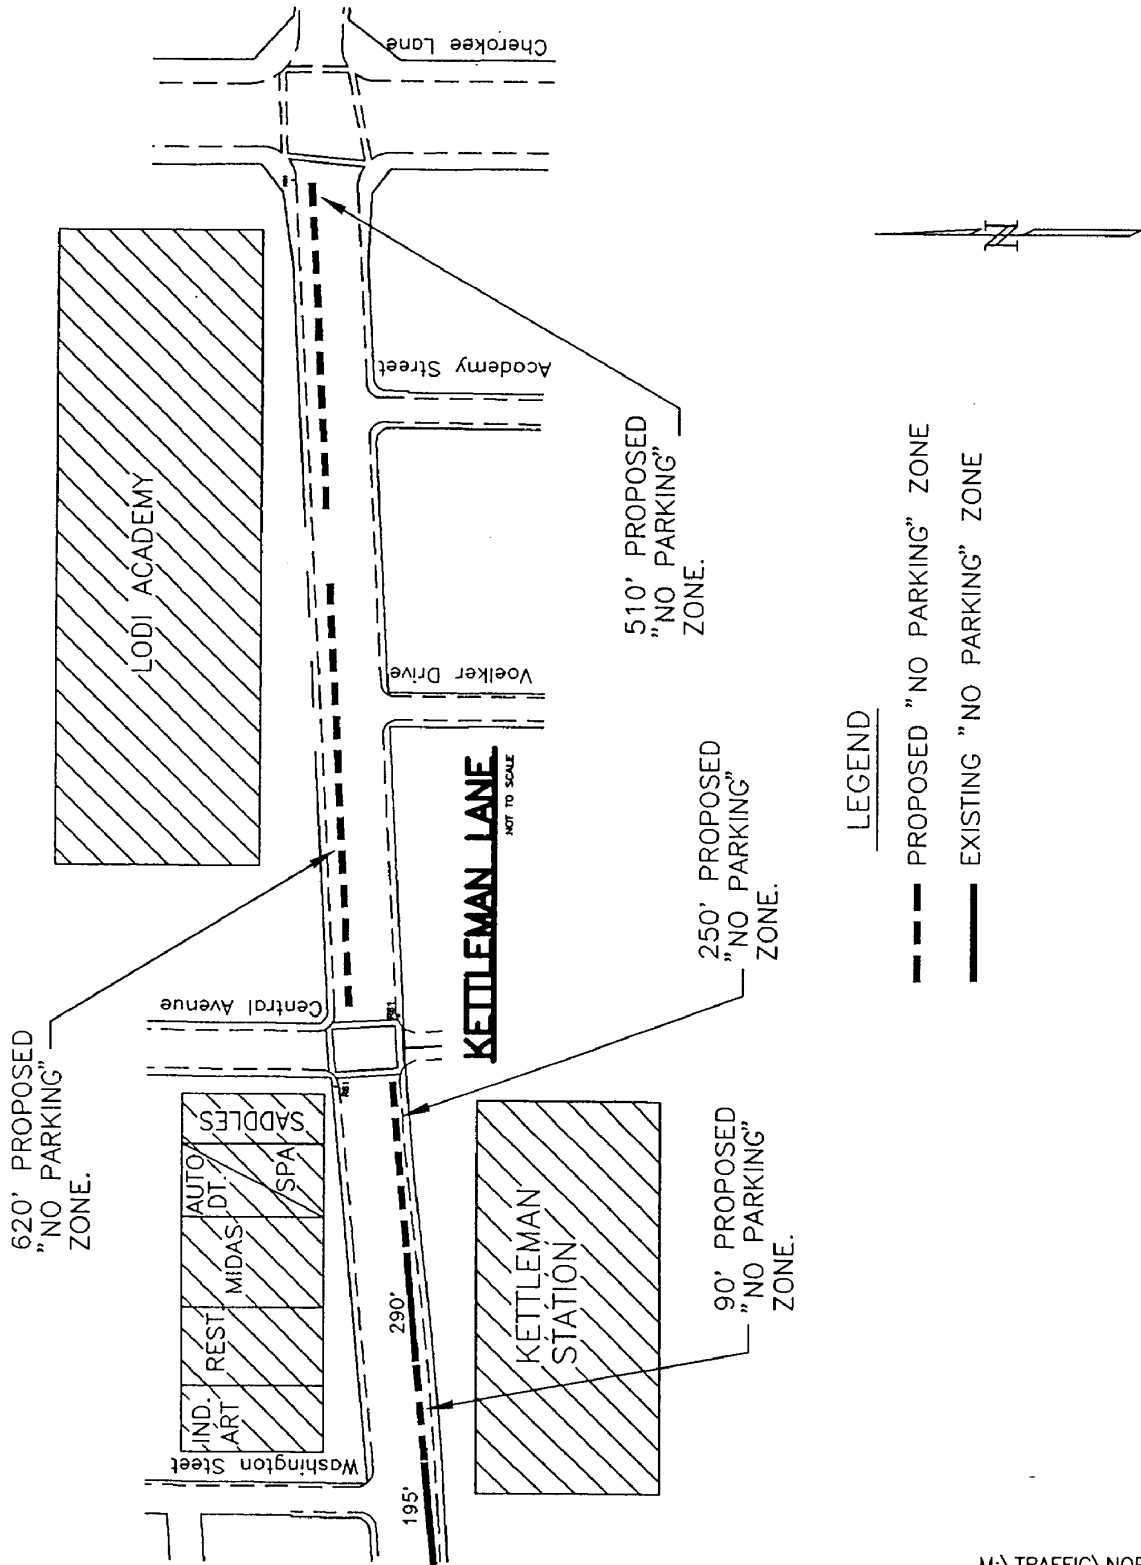 Cherokee Lane
LODI ACADEMY
Academy Street
510' PROPOSED
"NO PARKING"
ZONE.
Voelker Drive
KETTLEMAN LANE
NOT TO SCALE
Central Avenue
620' PROPOSED
"NO PARKING"
ZONE.
250' PROPOSED
"NO PARKING"
ZONE.
SADDLES
AUTO
DT.
SPA
MIDAS
REST.
IND.
ART
290'
KETTLEMAN
STATION
90' PROPOSED
"NO PARKING"
ZONE.
Washington Street
195'
N
LEGEND
PROPOSED "NO PARKING" ZONE
EXISTING "NO PARKING" ZONE